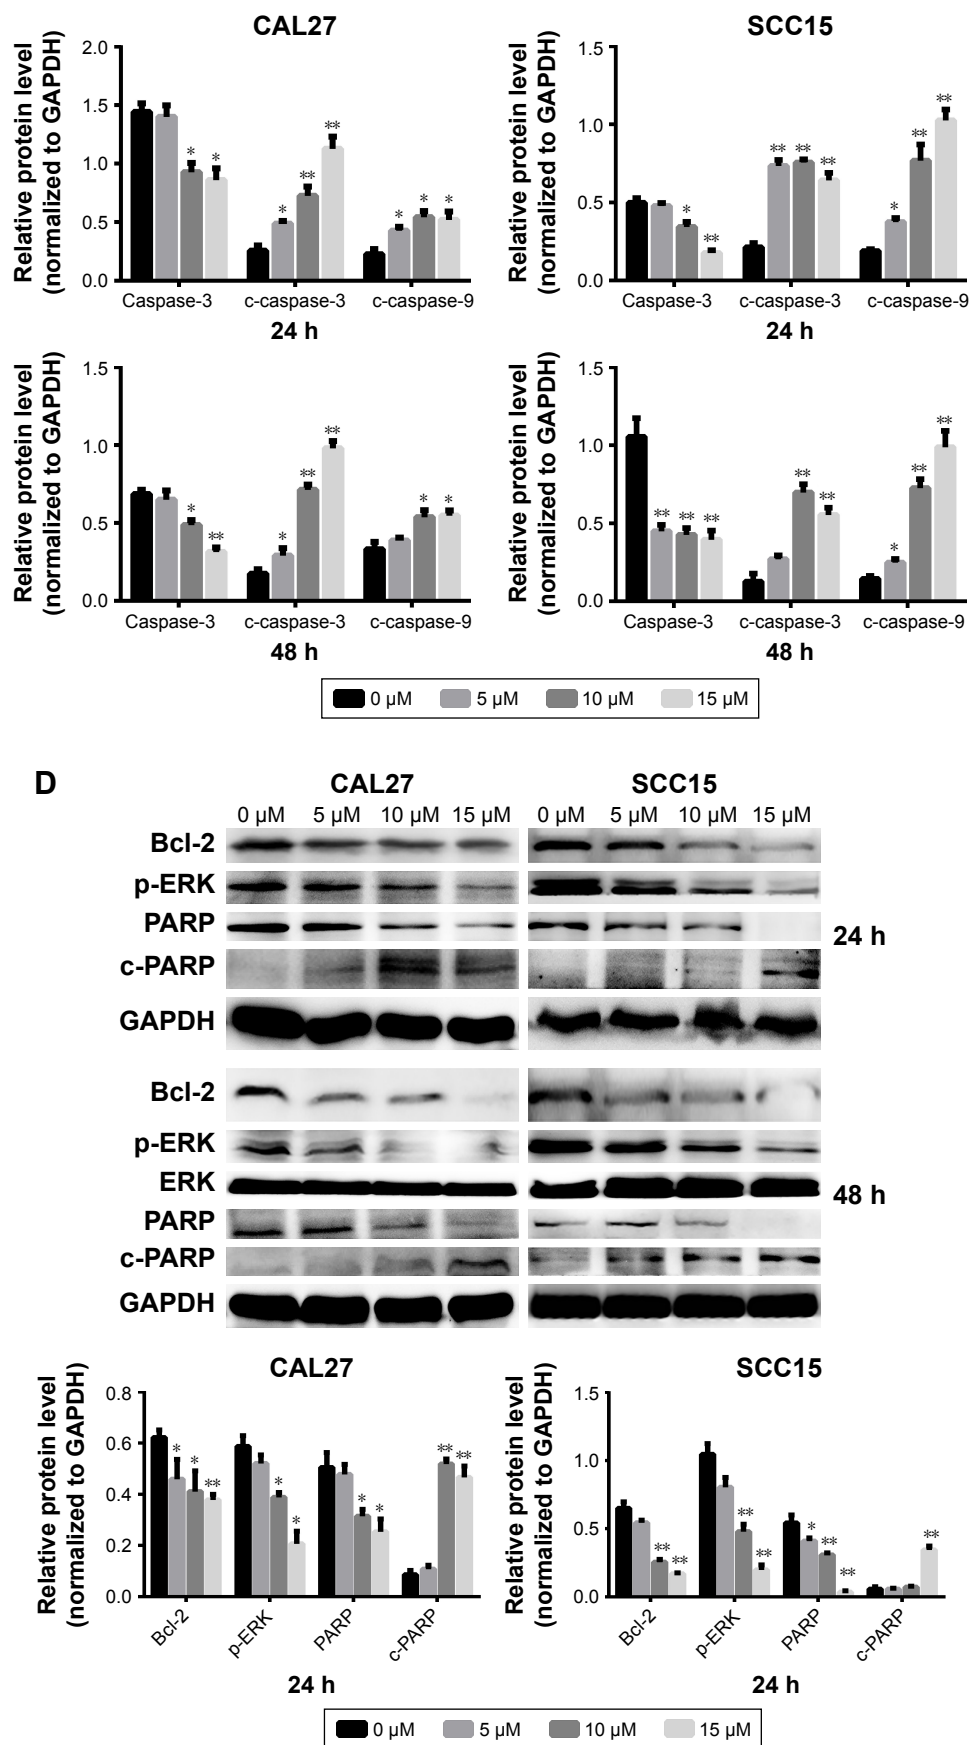 CAL27 SCC15
Relative protein level (normalized to GAPDH) 2.0 1.5 1.0 0.5 0.0 * * * ** ** * * *
Caspase-3 c-caspase-3 c-caspase-9
24 h
Relative protein level (normalized to GAPDH) 1.5 1.0 0.5 0.0 * ** ** ** ** * ** **
Caspase-3 c-caspase-3 c-caspase-9
24 h
Relative protein level (normalized to GAPDH) 1.5 1.0 0.5 0.0 * ** * ** ** * *
Caspase-3 c-caspase-3 c-caspase-9
48 h
Relative protein level (normalized to GAPDH) 1.5 1.0 0.5 0.0 ** ** ** ** ** * ** **
Caspase-3 c-caspase-3 c-caspase-9
48 h
0 µM 5 µM 10 µM 15 µM
D
CAL27 SCC15
0 µM 5 µM 10 µM 15 µM 0 µM 5 µM 10 µM 15 µM
Bcl-2
p-ERK
PARP
24 h
c-PARP
GAPDH
Bcl-2
p-ERK
ERK
48 h
PARP
c-PARP
GAPDH
CAL27
Relative protein level (normalized to GAPDH) 0.8 0.6 0.4 0.2 0.0 * * ** * * * * ** **
Bcl-2 p-ERK PARP c-PARP
24 h
SCC15
Relative protein level (normalized to GAPDH) 1.5 1.0 0.5 0.0 ** ** ** ** * ** ** **
Bcl-2 p-ERK PARP c-PARP
24 h
0 µM 5 µM 10 µM 15 µM